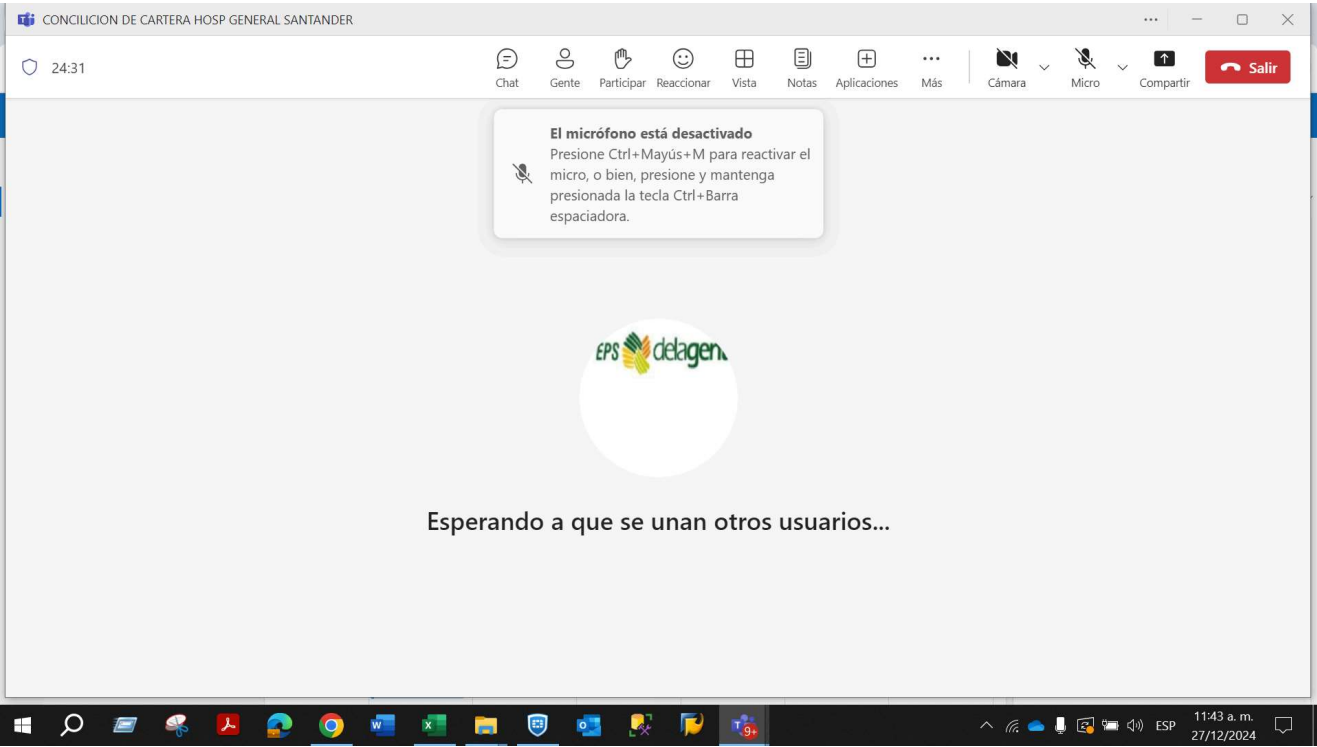 CONCILICION DE CARTERA HOSP GENERAL SANTANDER
24:31
Chat
Gente
Participar
Reaccionar
Vista
Notas
Aplicaciones
Más
Cámara
Micro
Compartir
Salir
El micrófono está desactivado
Presione Ctrl+Mayús+M para reactivar el
micro, o bien, presione y mantenga
presionada la tecla Ctrl+Barra
espaciadora.
EPS delagen
Esperando a que se unan otros usuarios...
9+
ESP
11:43 a. m.
27/12/2024